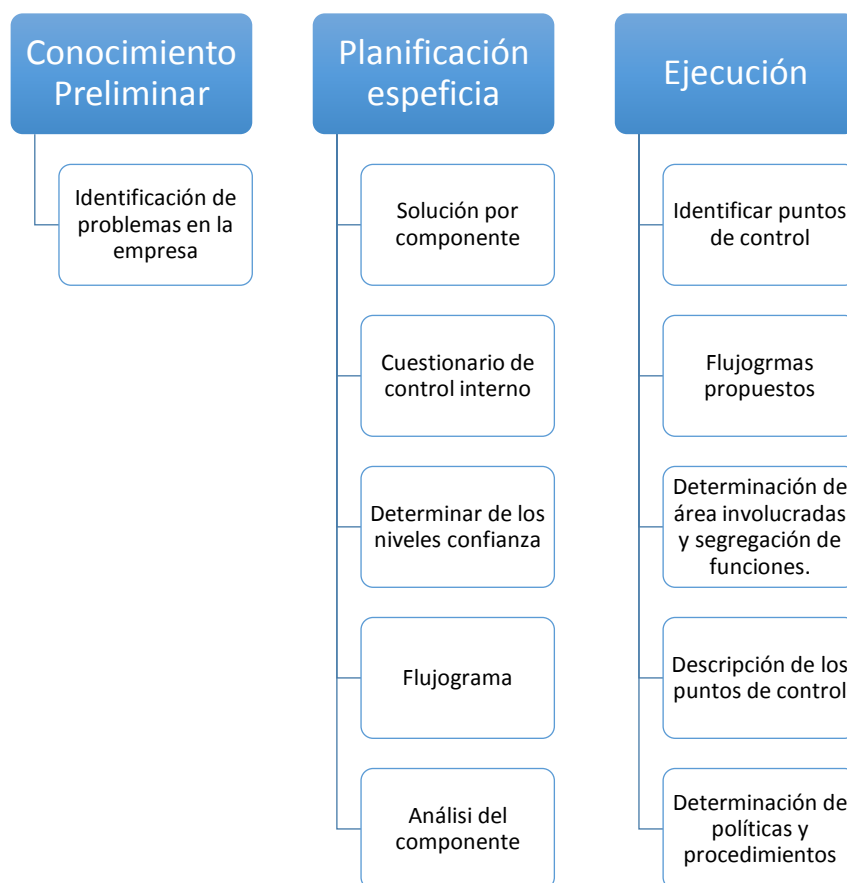 Conocimiento
Preliminar
Identificación de
problemas en la
empresa
Planificación
espeficia
Solución por
componente
Cuestionario de
control interno
Determinar de los
niveles confianza
Flujograma
Análisi del
componente
Ejecución
Identificar puntos
de control
Flujogrmas
propuestos
Determinación de
área involucradas
y segregación de
funciones.
Descripción de los
puntos de control
Determinación de
políticas y
procedimientos